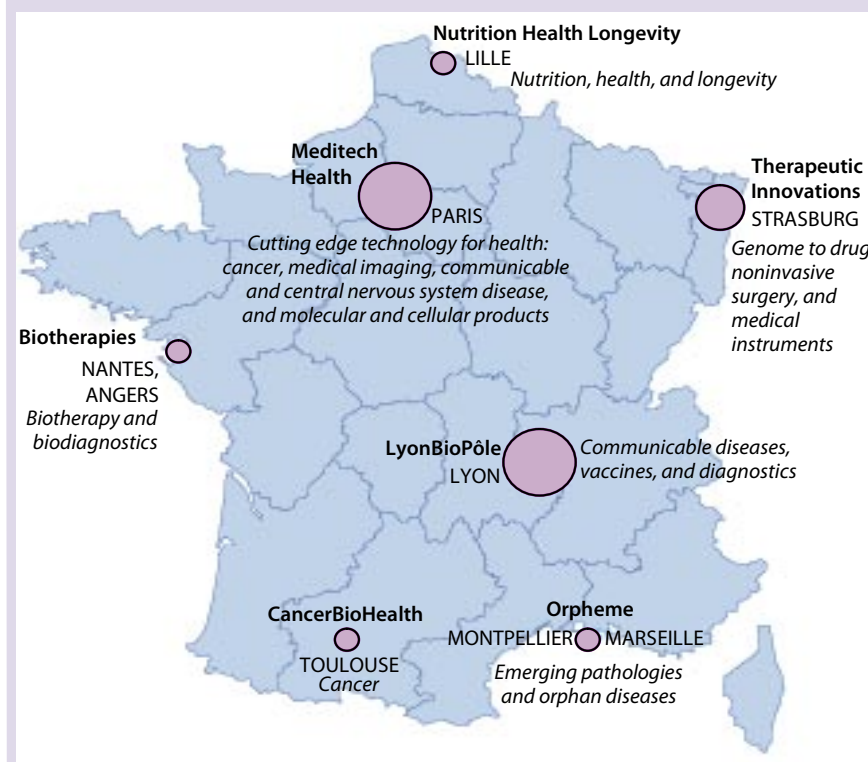 Nutrition Health Longevity
LILLE
Nutrition, health, and longevity
Meditech
Health
PARIS
Cutting edge technology for health:
cancer, medical imaging, communicable
and central nervous system disease,
and molecular and cellular products
Therapeutic
Innovations
STRASBURG
Genome to drug
noninvasive
surgery, and
medical
instruments
Biotherapies
NANTES,
ANGERS
Biotherapy and
biodiagnostics
LyonBioPôle
LYON
Communicable diseases,
vaccines, and diagnostics
CancerBioHealth
TOULOUSE
Cancer
Orpheme
MONTPELLIER MARSEILLE
Emerging pathologies
and orphan diseases